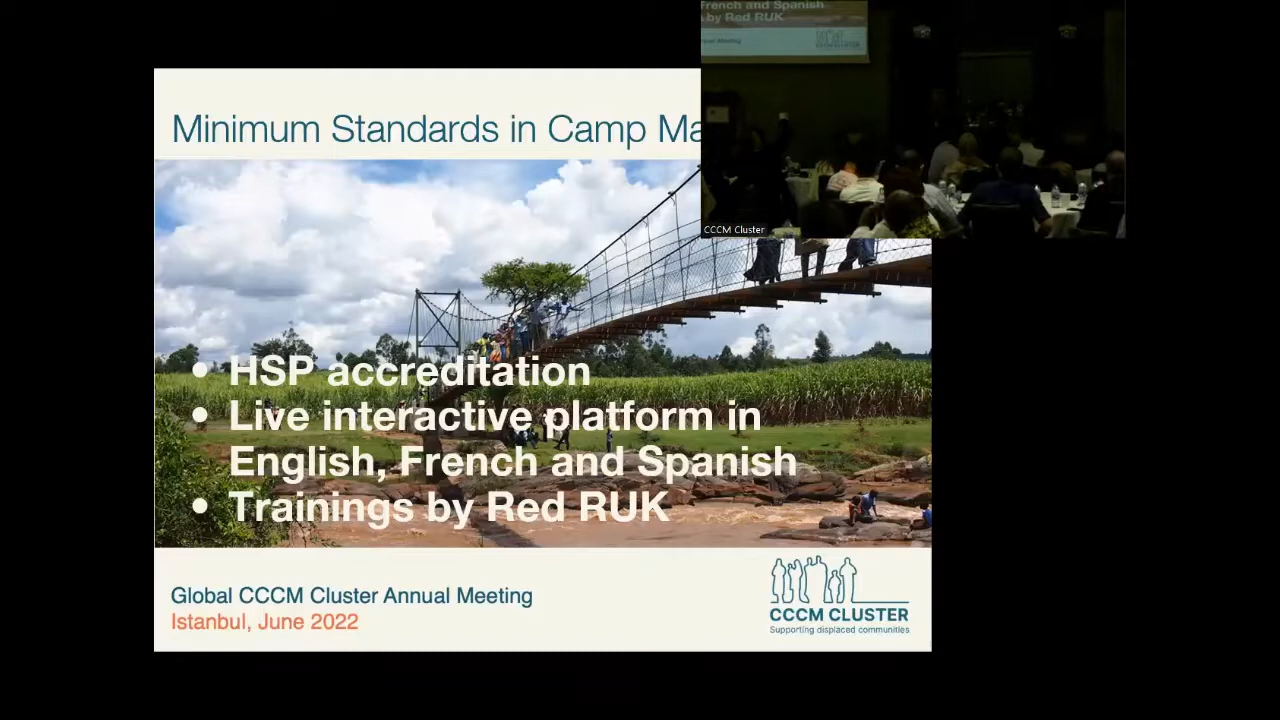 Minimum Standards in Camp Ma
• HSP accreditation
• Live interactive platform in
English, French and Spanish
• Trainings by Red RUK
Global CCCM Cluster Annual Meeting
Istanbul, June 2022
CCCM CLUSTER
Supporting displaced communities
French and Spanish
by Red RUK
CCCM CLUSTER
CCCM Cluster